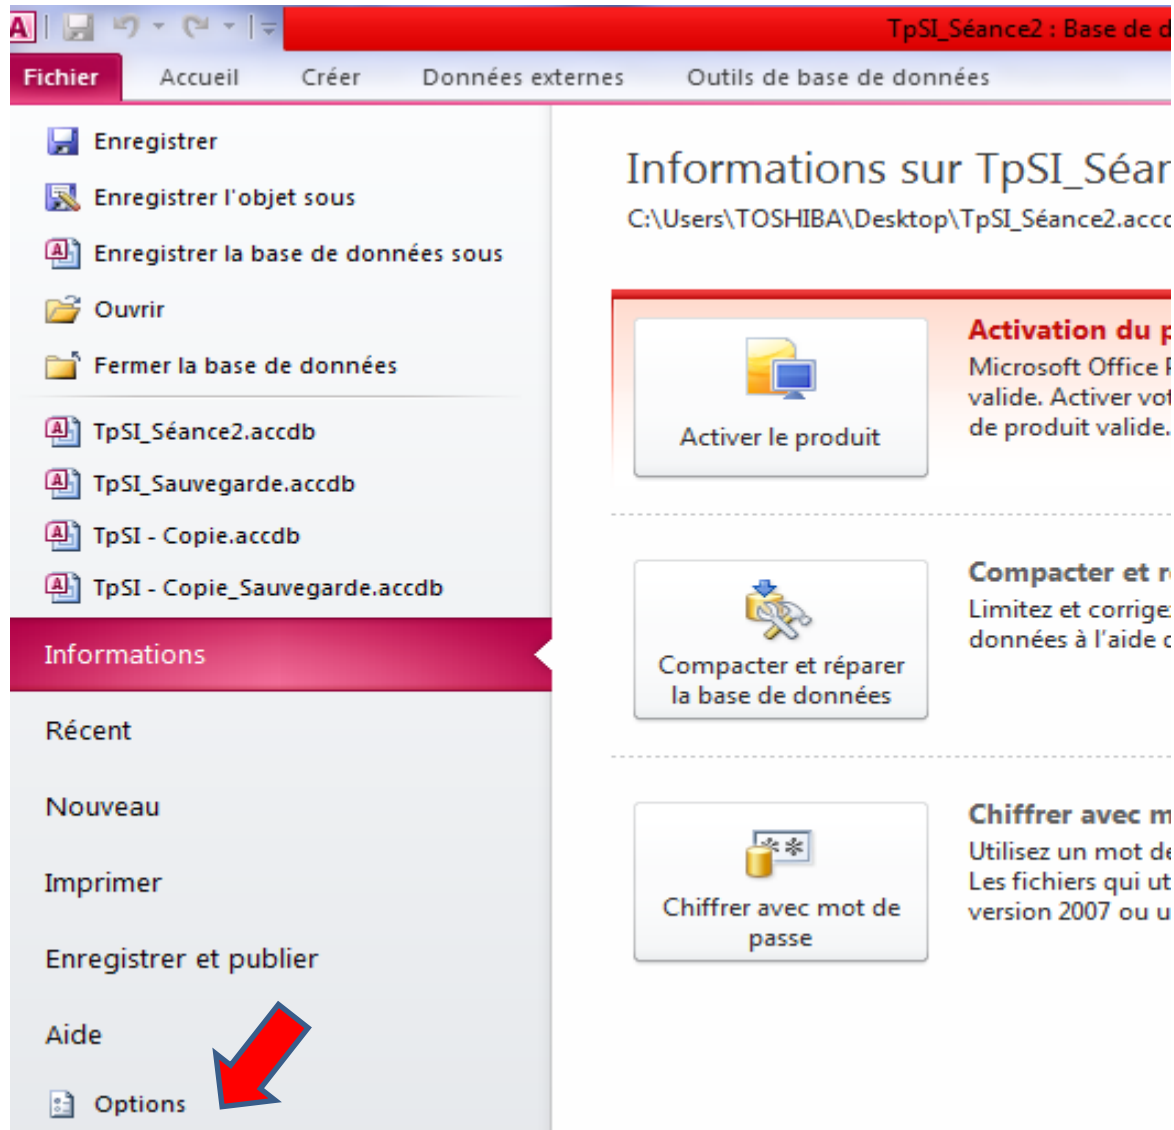 TpSI_Séance2 : Base de d
Fichier Accueil Créer Données externes Outils de base de données
Enregistrer
Enregistrer l'objet sous
Enregistrer la base de données sous
Ouvrir
Fermer la base de données
TpSI_Séance2.accdb
TpSI_Sauvegarde.accdb
TpSI - Copie.accdb
TpSI - Copie_Sauvegarde.accdb
Informations
Récent
Nouveau
Imprimer
Enregistrer et publier
Aide
Options
Informations sur TpSI_Séan
C:\Users\TOSHIBA\Desktop\TpSI_Séance2.accd
Activer le produit
Activation du p
Microsoft Office P
valide. Activer vot
de produit valide.
Compacter et réparer
la base de données
Compacter et ré
Limitez et corrigez
données à l'aide d
Chiffrer avec mot de
passe
Chiffrer avec m
Utilisez un mot de
Les fichiers qui ut
version 2007 ou u